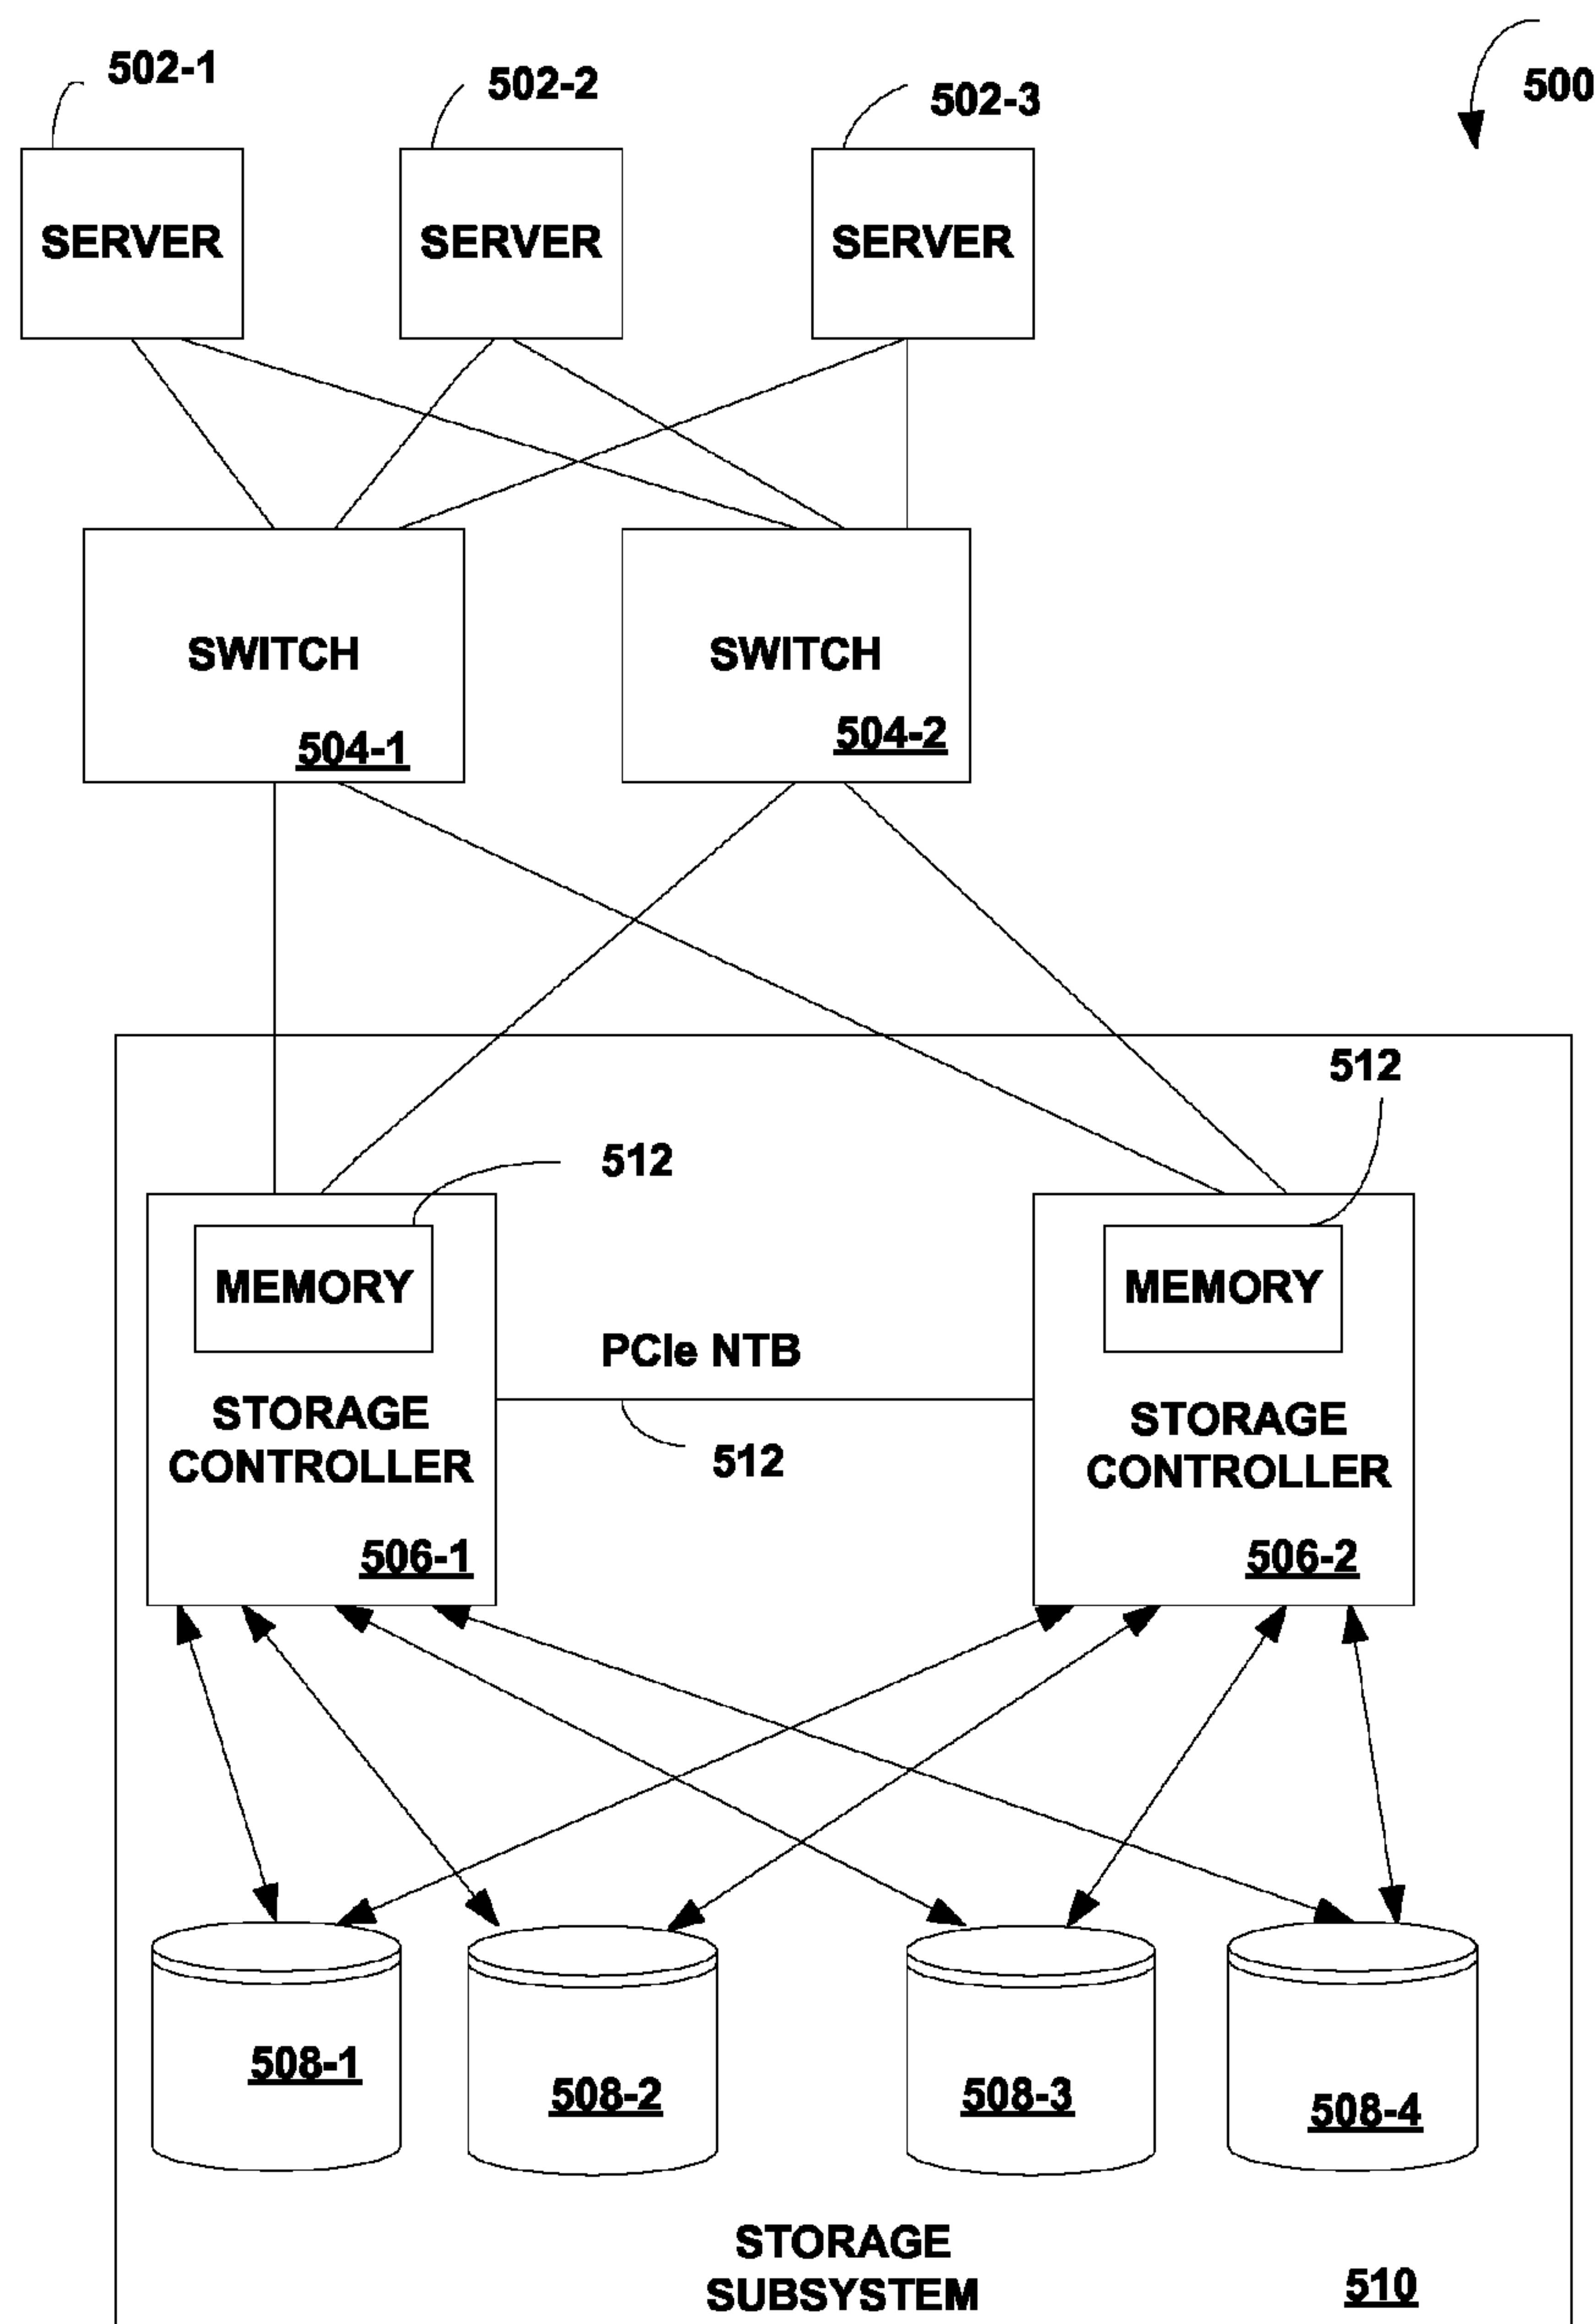 500
502-1
502-2
502-3
SERVER
SERVER
SERVER
SWITCH
504-1
SWITCH
504-2
512
512
MEMORY
STORAGE
CONTROLLER
506-1
PCIe NTB
512
MEMORY
STORAGE
CONTROLLER
506-2
508-1
508-2
508-3
508-4
STORAGE
SUBSYSTEM
510